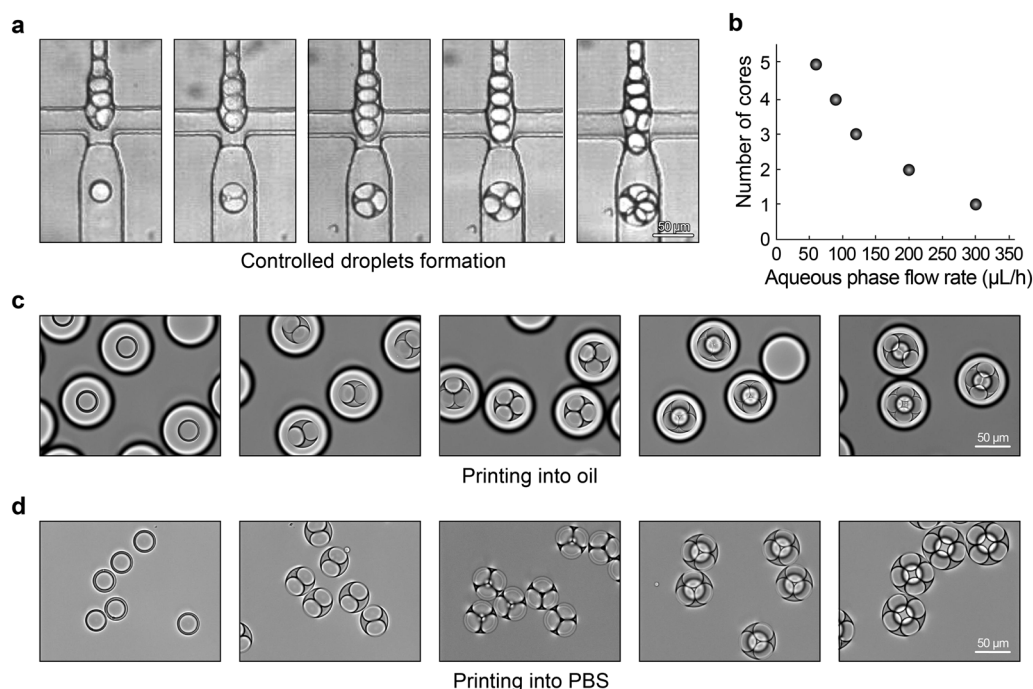 a
50 µm
Controlled droplets formation
b
Number of cores
5
4
3
2
1
0
0 50 100 150 200 250 300 350
Aqueous phase flow rate (µL/h)
c
50 µm
Printing into oil
d
50 µm
Printing into PBS